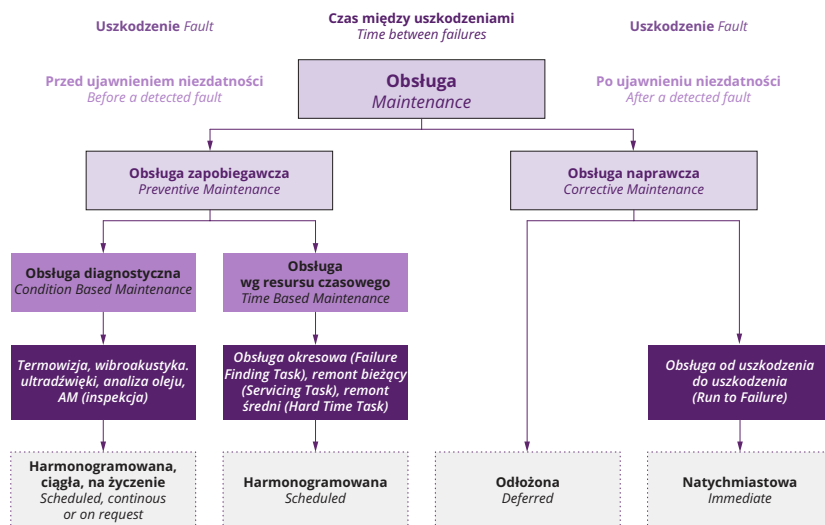 Uszkodzenie Fault
Czas między uszkodzeniami
Time between failures
Uszkodzenie Fault
Przed ujawnieniem niezdatności
Before a detected fault
Obsługa
Maintenance
Po ujawnieniu niezdatności
After a detected fault
Obsługa zapobiegawcza
Preventive Maintenance
Obsługa naprawcza
Corrective Maintenance
Obsługa diagnostyczna
Condition Based Maintenance
Obsługa
wg resursu czasowego
Time Based Maintenance
Termowizja, wibroakustyka.
ultradźwięki, analiza oleju,
AM (inspekcja)
Obsługa okresowa (Failure
Finding Task), remont bieżący
(Servicing Task), remont
średni (Hard Time Task)
Obsługa od uszkodzenia
do uszkodzenia
(Run to Failure)
Harmonogramowana,
ciągła, na życzenie
Scheduled, continous
or on request
Harmonogramowana
Scheduled
Odłożona
Deferred
Natychmiastowa
Immediate